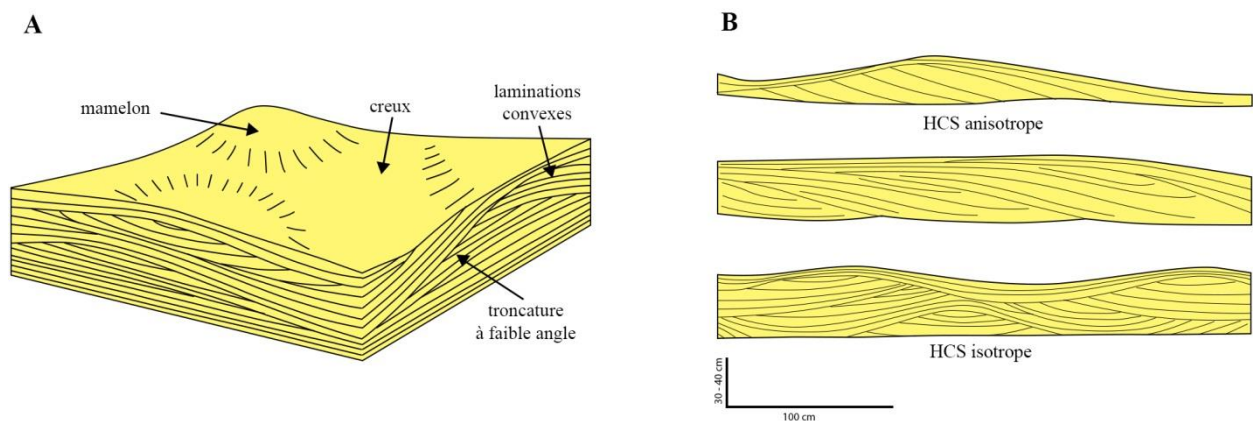 A
mamelon
creux
laminations
convexes
troncature
à faible angle
B
HCS anisotrope
HCS isotrope
30 - 40 cm
100 cm